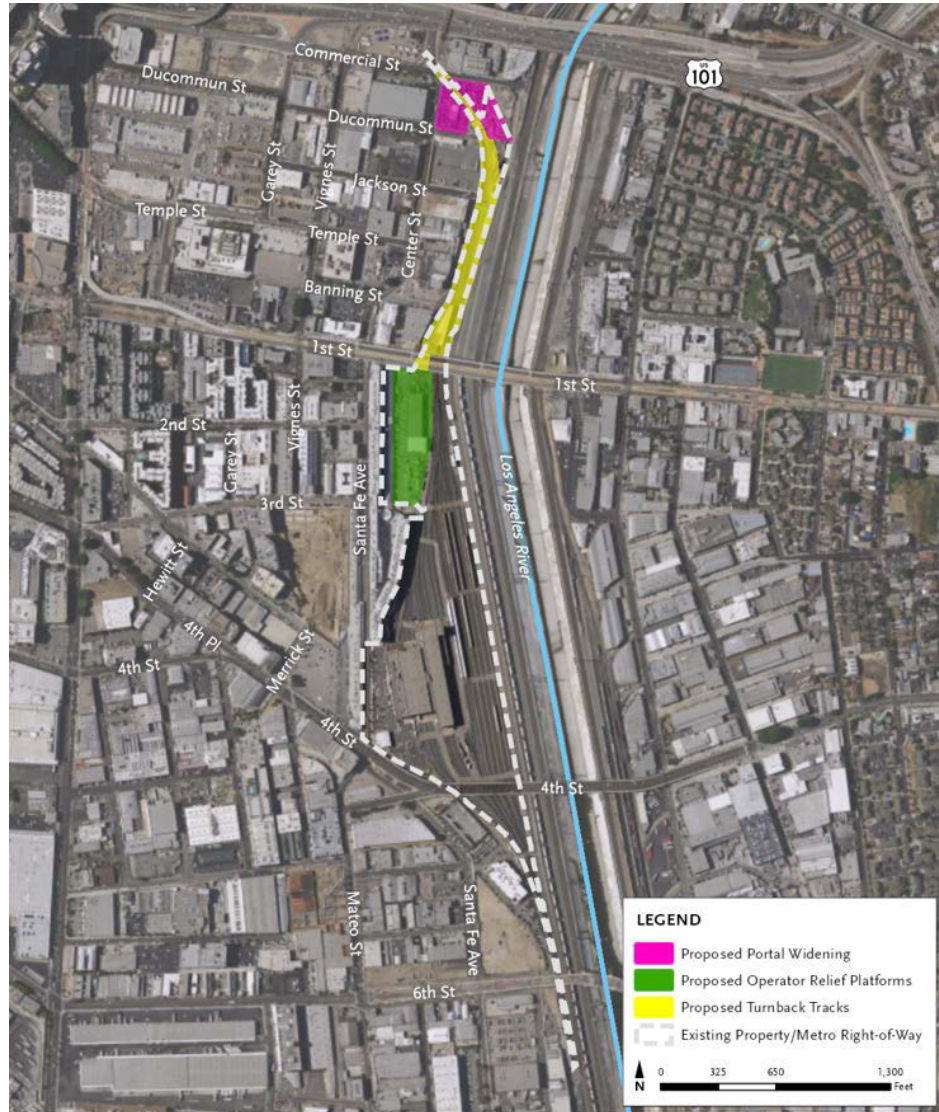 Commercial St
US
101
Ducommun St
Ducommun St
Garey St
Vignes St
Jackson St
Temple St
Temple St
Center St
Banning St
1st St
1st St
2nd St
Garey St
Vignes St
3rd St
Santa Fe Ave
Los Angeles River
Hewitt St
4th Pl
4th St
Merrick St
4th St
4th St
Mateo St
Santa Fe Ave
6th St
LEGEND
Proposed Portal Widening
Proposed Operator Relief Platforms
Proposed Turnback Tracks
Existing Property/Metro Right-of-Way
N
0 325 650 1,300
Feet